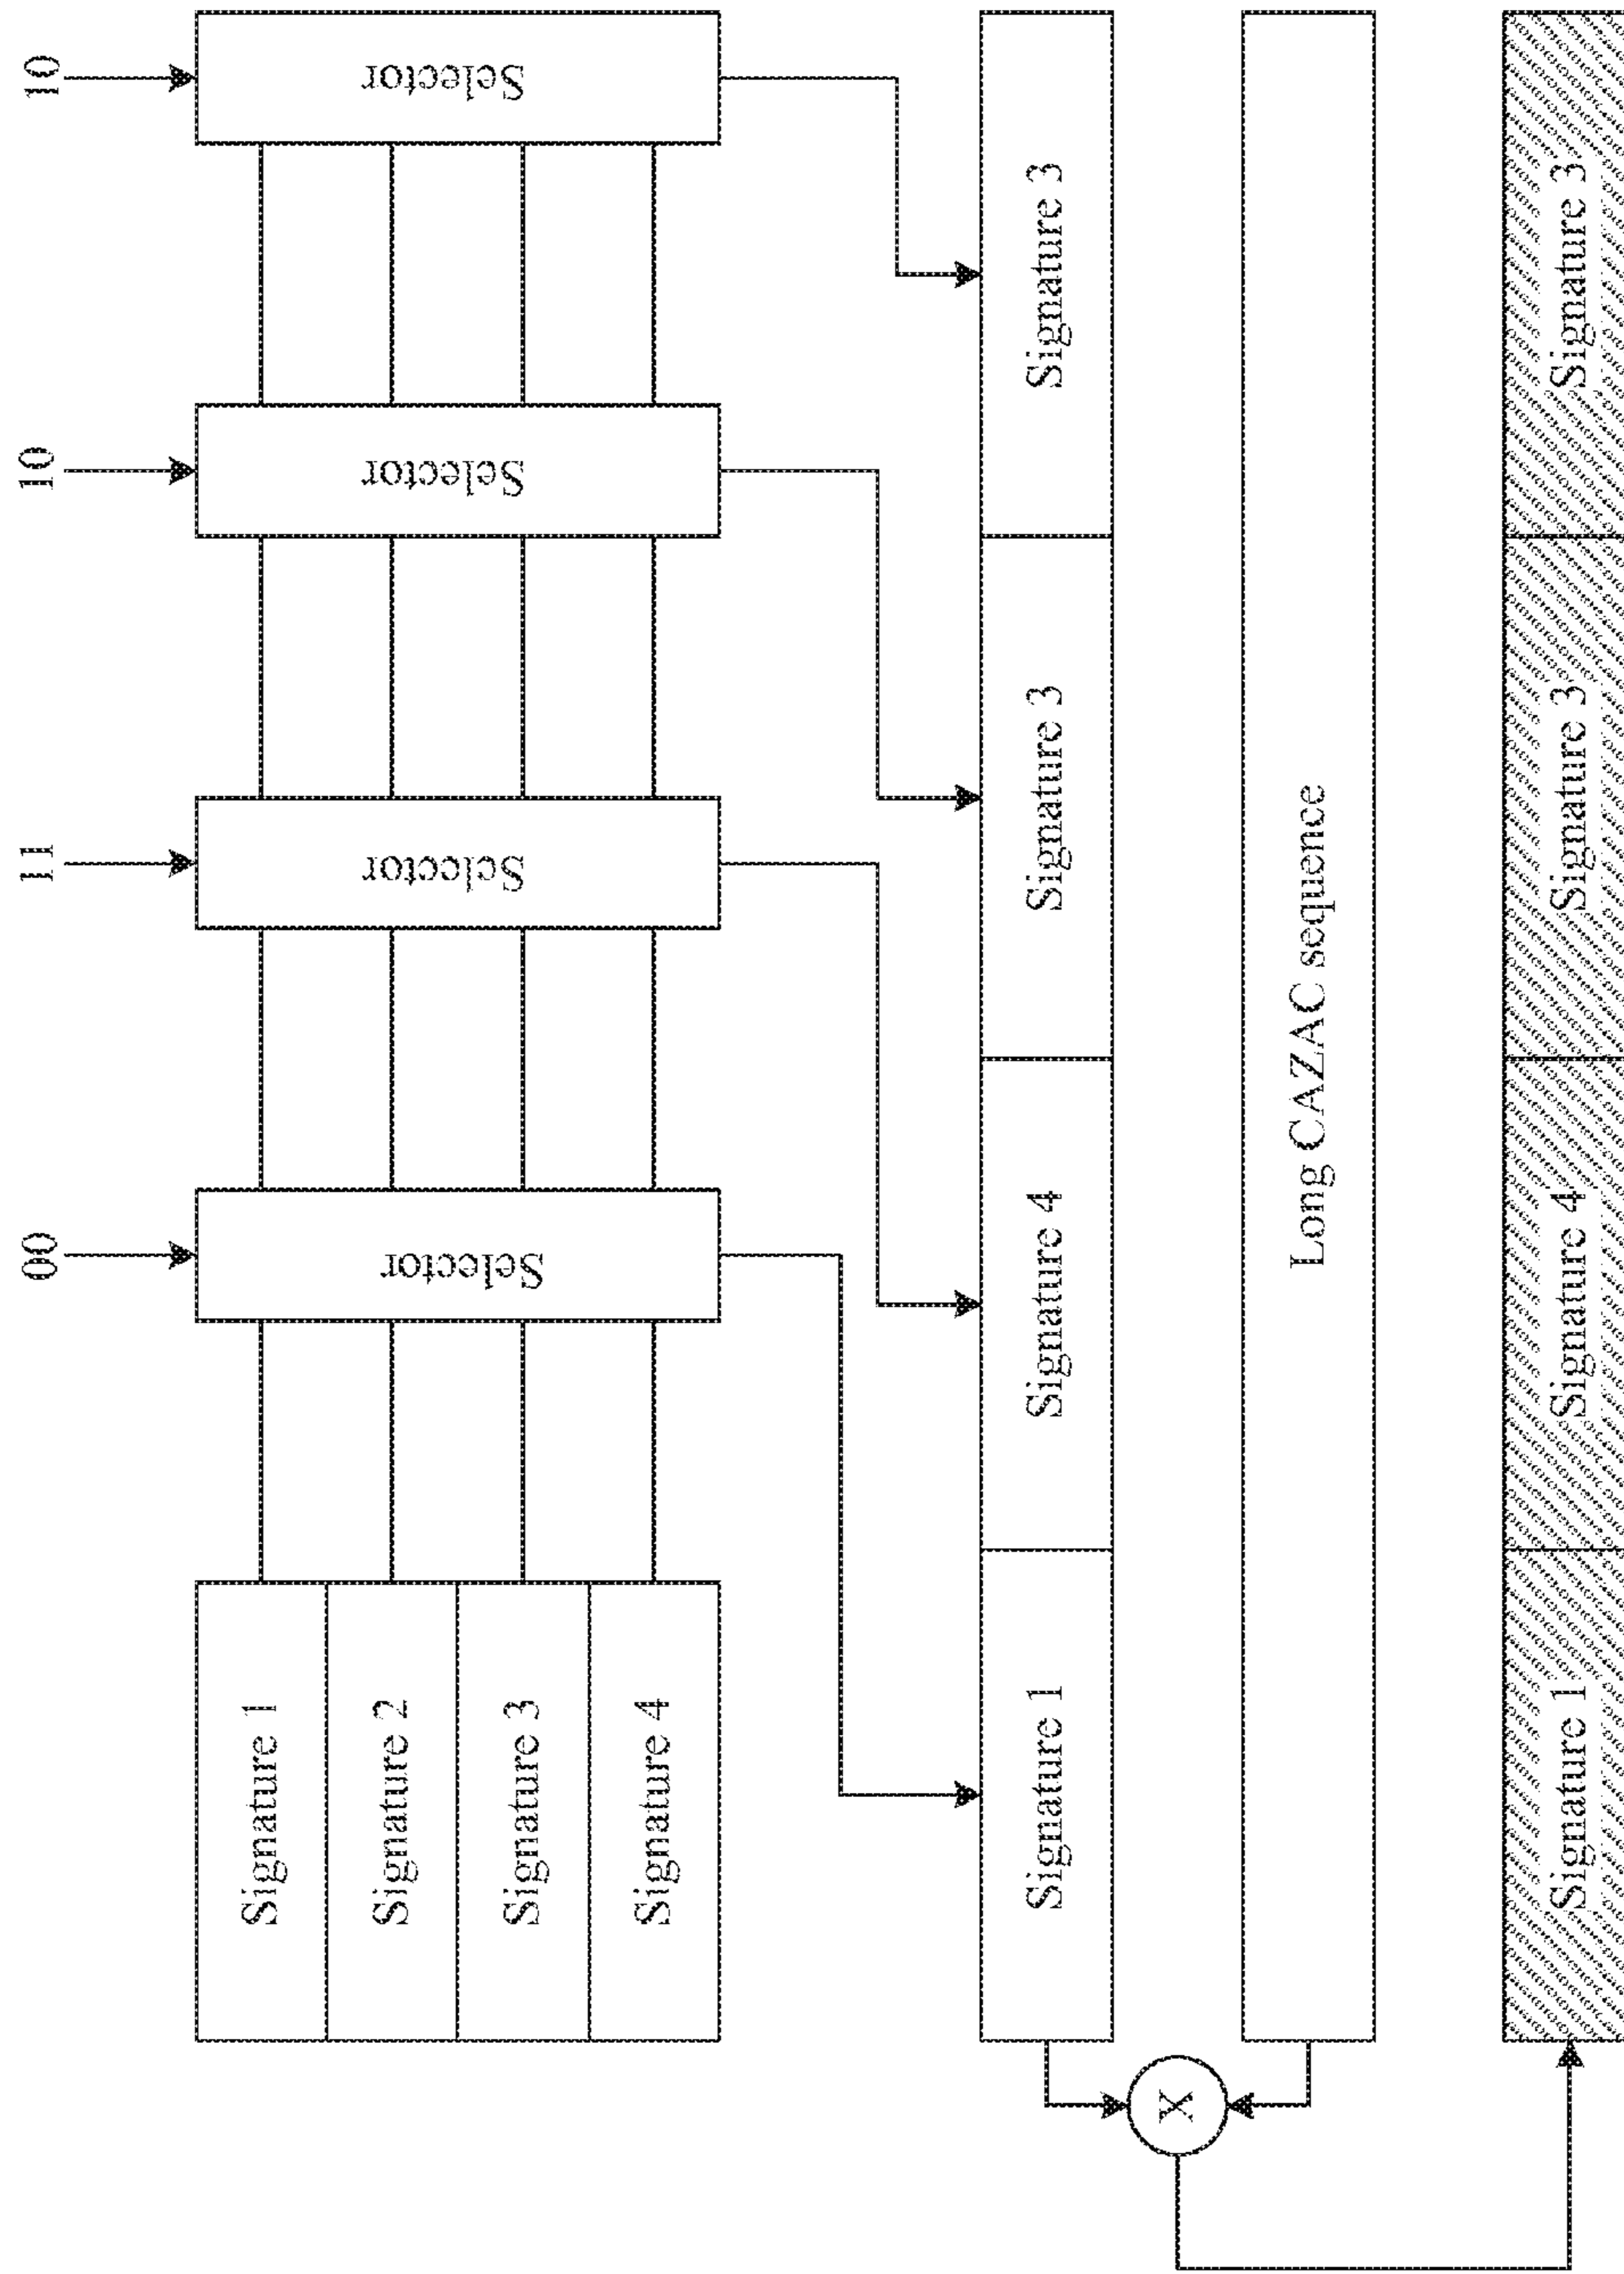 00
11
10
10
Signature 1
Signature 2
Signature 3
Signature 4
Selector
Selector
Selector
Selector
Signature 1
Signature 4
Signature 3
Signature 3
X
Long CAZAC sequence
Signature 1
Signature 4
Signature 3
Signature 3